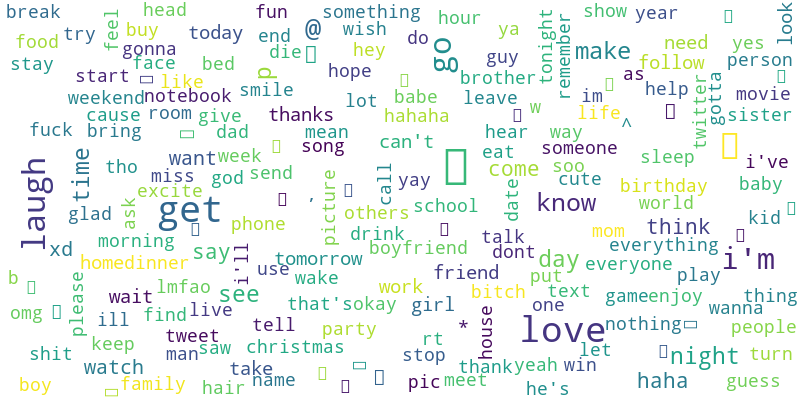 break head fun something hour show year look
food try feel buy today end @ wish do go ya tonight remember need yes
stay gonna face bed die hey guy make follow person
start like p hope brother as help movie
weekend notebook smile lot babe leave im gotta
cause room give thanks hahaha w life twitter sister
fuck bring dad mean can't hear way ^
laugh time tho want week song eat someone sleep i've
miss god send call yay come soo cute birthday baby
excite picture , date know world
glad ask get phone others school think kid
xd morning say drink boyfriend talk dont day mom everything i'm
homedinner i'll tomorrow friend put everyone play
b please lmfao see use wake work bitch text game enjoy thing
omg wait ill find live that's okay girl one love nothing wanna
keep tweet tell party * rt house people
shit man saw christmas stop let night turn
watch take thank yeah win
boy family hair name pic meet he's haha guess